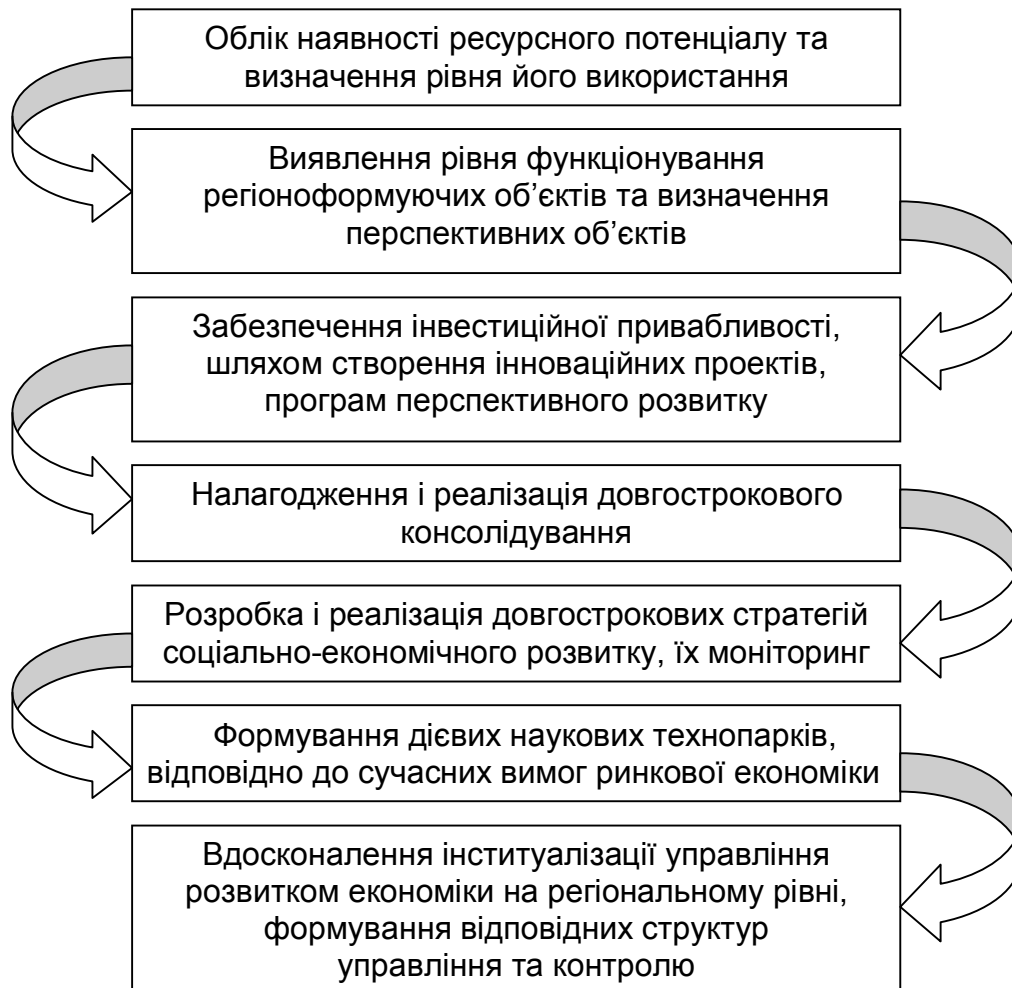 Облік наявності ресурсного потенціалу та
визначення рівня його використання
Виявлення рівня функціонування
регіоноформуючих об’єктів та визначення
перспективних об’єктів
Забезпечення інвестиційної привабливості,
шляхом створення інноваційних проектів,
програм перспективного розвитку
Налагодження і реалізація довгострокового
консолідування
Розробка і реалізація довгострокових стратегій
соціально-економічного розвитку, їх моніторинг
Формування дієвих наукових технопарків,
відповідно до сучасних вимог ринкової економіки
Вдосконалення інституалізації управління
розвитком економіки на регіональному рівні,
формування відповідних структур
управління та контролю